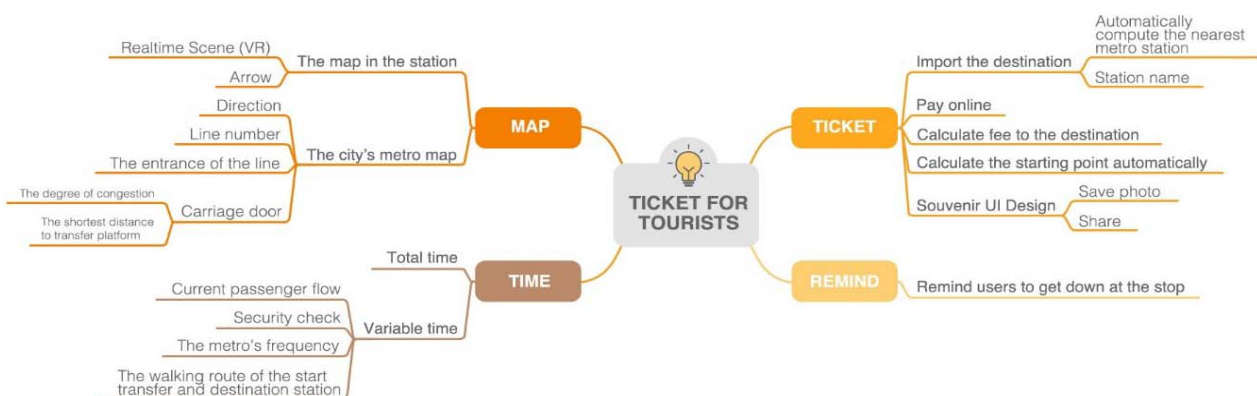 Realtime Scene (VR)
Arrow
The map in the station
Direction
Line number
The entrance of the line
The degree of congestion
The shortest distance
to transfer platform
Carriage door
The city's metro map
MAP
Total time
Current passenger flow
Security check
The metro's frequency
The walking route of the start
transfer and destination station
Variable time
TIME
TICKET FOR
TOURISTS
TICKET
Import the destination
Automatically
compute the nearest
metro station
Station name
Pay online
Calculate fee to the destination
Calculate the starting point automatically
Souvenir UI Design
Save photo
Share
REMIND
Remind users to get down at the stop